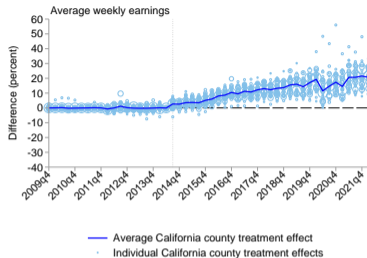 Average weekly earnings
Difference (percent)
60
50
40
30
20
10
0
-10
-20
-30
-40
2009q4
2010q4
2011q4
2012q4
2013q4
2014q4
2015q4
2016q4
2017q4
2018q4
2019q4
2020q4
2021q4
Average California county treatment effect
Individual California county treatment effects